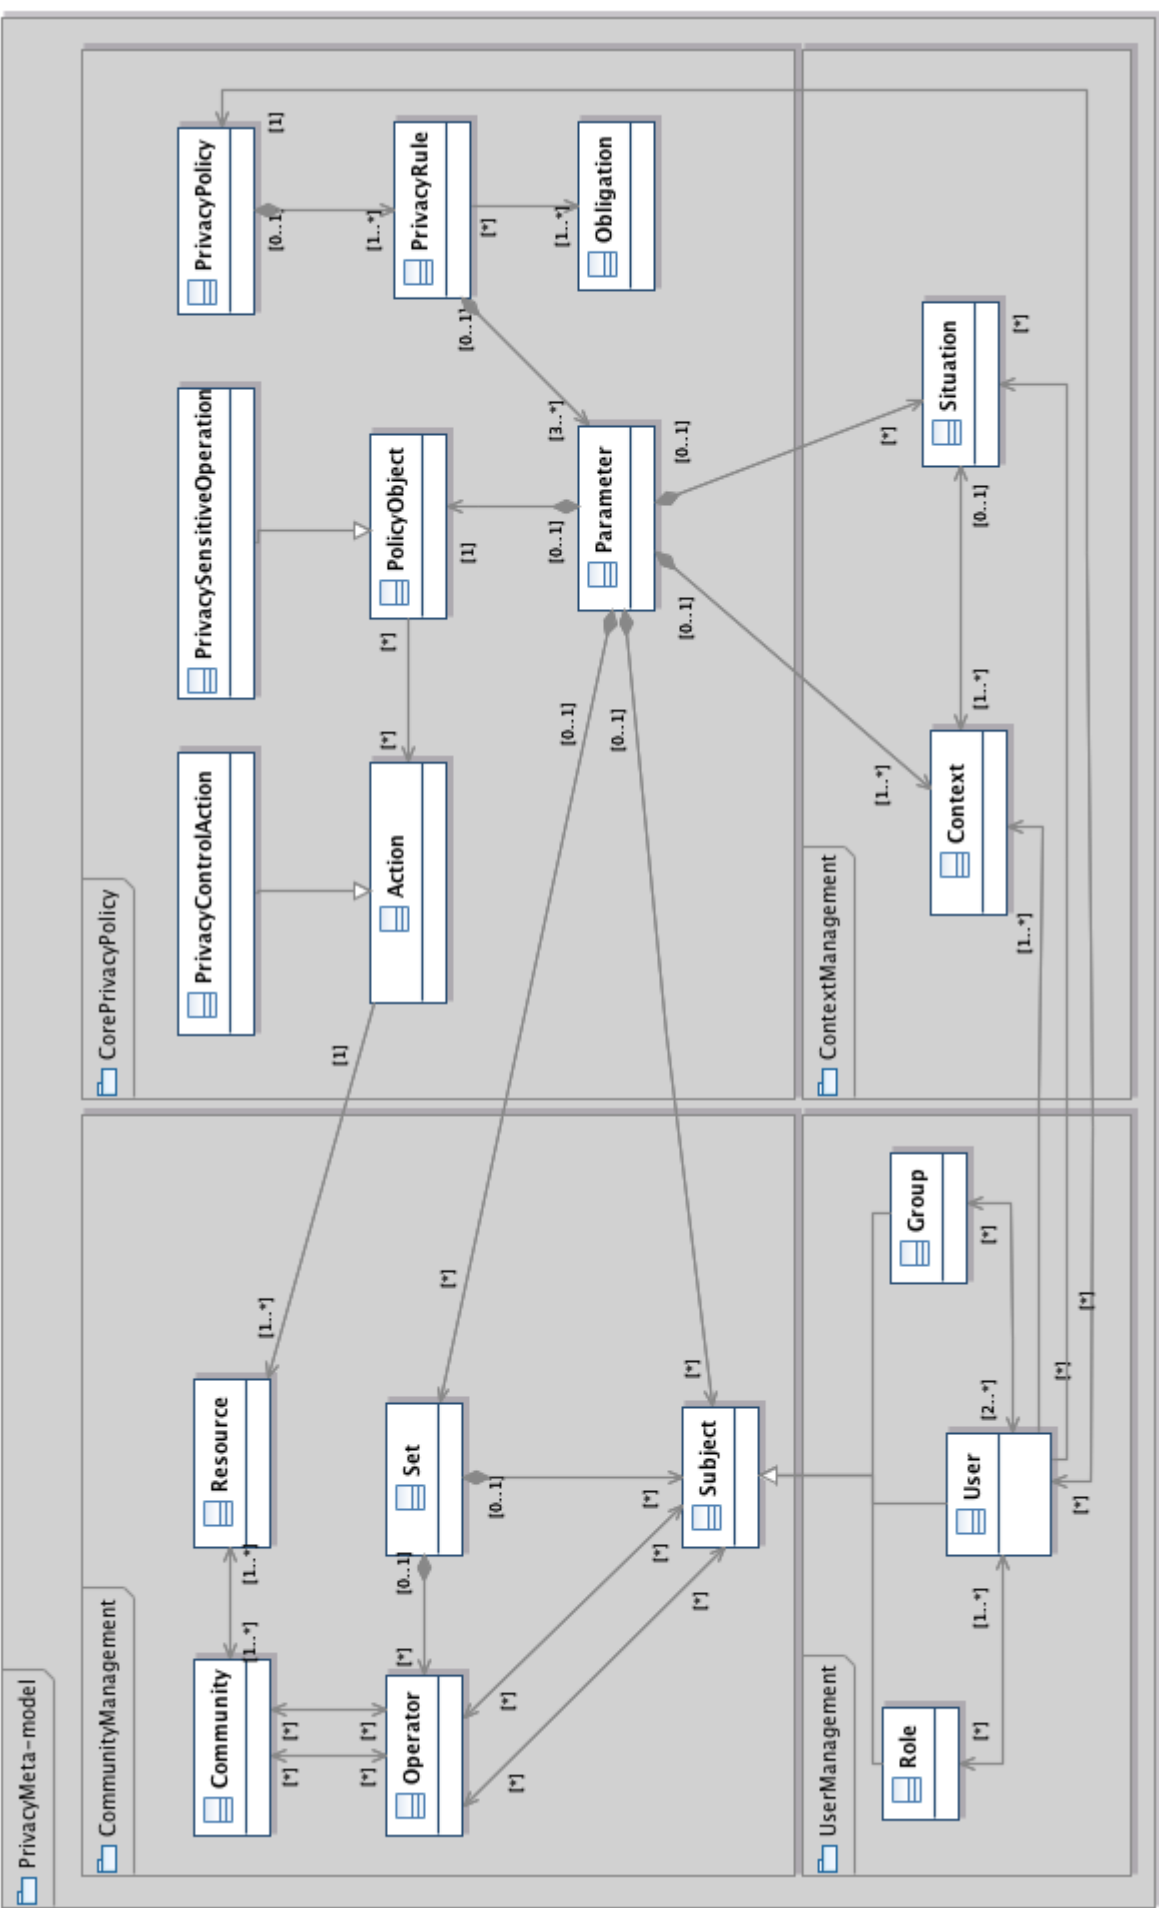 PrivacyMeta-model
CommunityManagement
Community
[1..*]
[1..*]
Resource
[1..*]
[*]
[*]
[*]
[*]
Operator
[*]
[0..1]
Set
[0..1]
[*]
[*]
[*]
[*]
[*]
[*]
[*]
Subject
CorePrivacyPolicy
PrivacyControlAction
PrivacySensitiveOperation
PrivacyPolicy
[1]
[0..1]
[1..*]
[1]
Action
[*]
[*]
PolicyObject
[1]
[0..1]
PrivacyRule
[0..1]
[*]
[1..*]
[3..*]
Parameter
[0..1]
[0..1]
[0..1]
[0..1]
Obligation
UserManagement
Role
[*]
[1..*]
User
[2..*]
[*]
Group
[*]
[*]
[*]
ContextManagement
[1..*]
[*]
Context
[1..*]
[1..*]
[0..1]
Situation
[*]